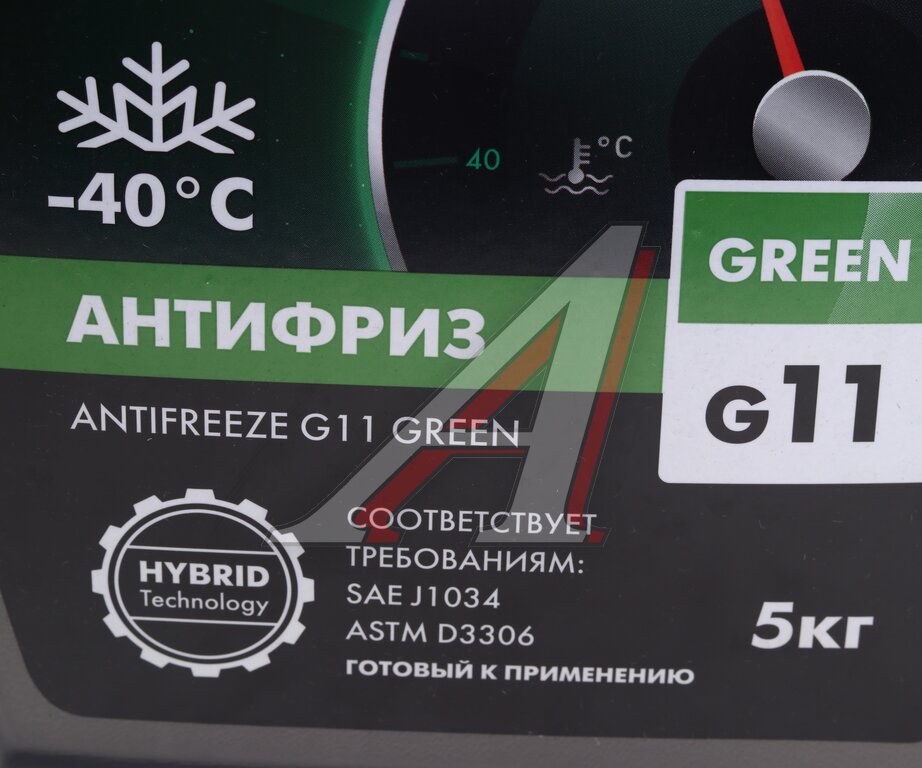 40
°C
-40°C
GREEN
АНТИФРИЗ
G11
ANTIFREEZE G11 GREEN
СООТВЕТСТВУЕТ
ТРЕБОВАНИЯМ:
HYBRID
Technology
SAE J1034
ASTM D3306
5кг
ГОТОВЫЙ К ПРИМЕНЕНИЮ